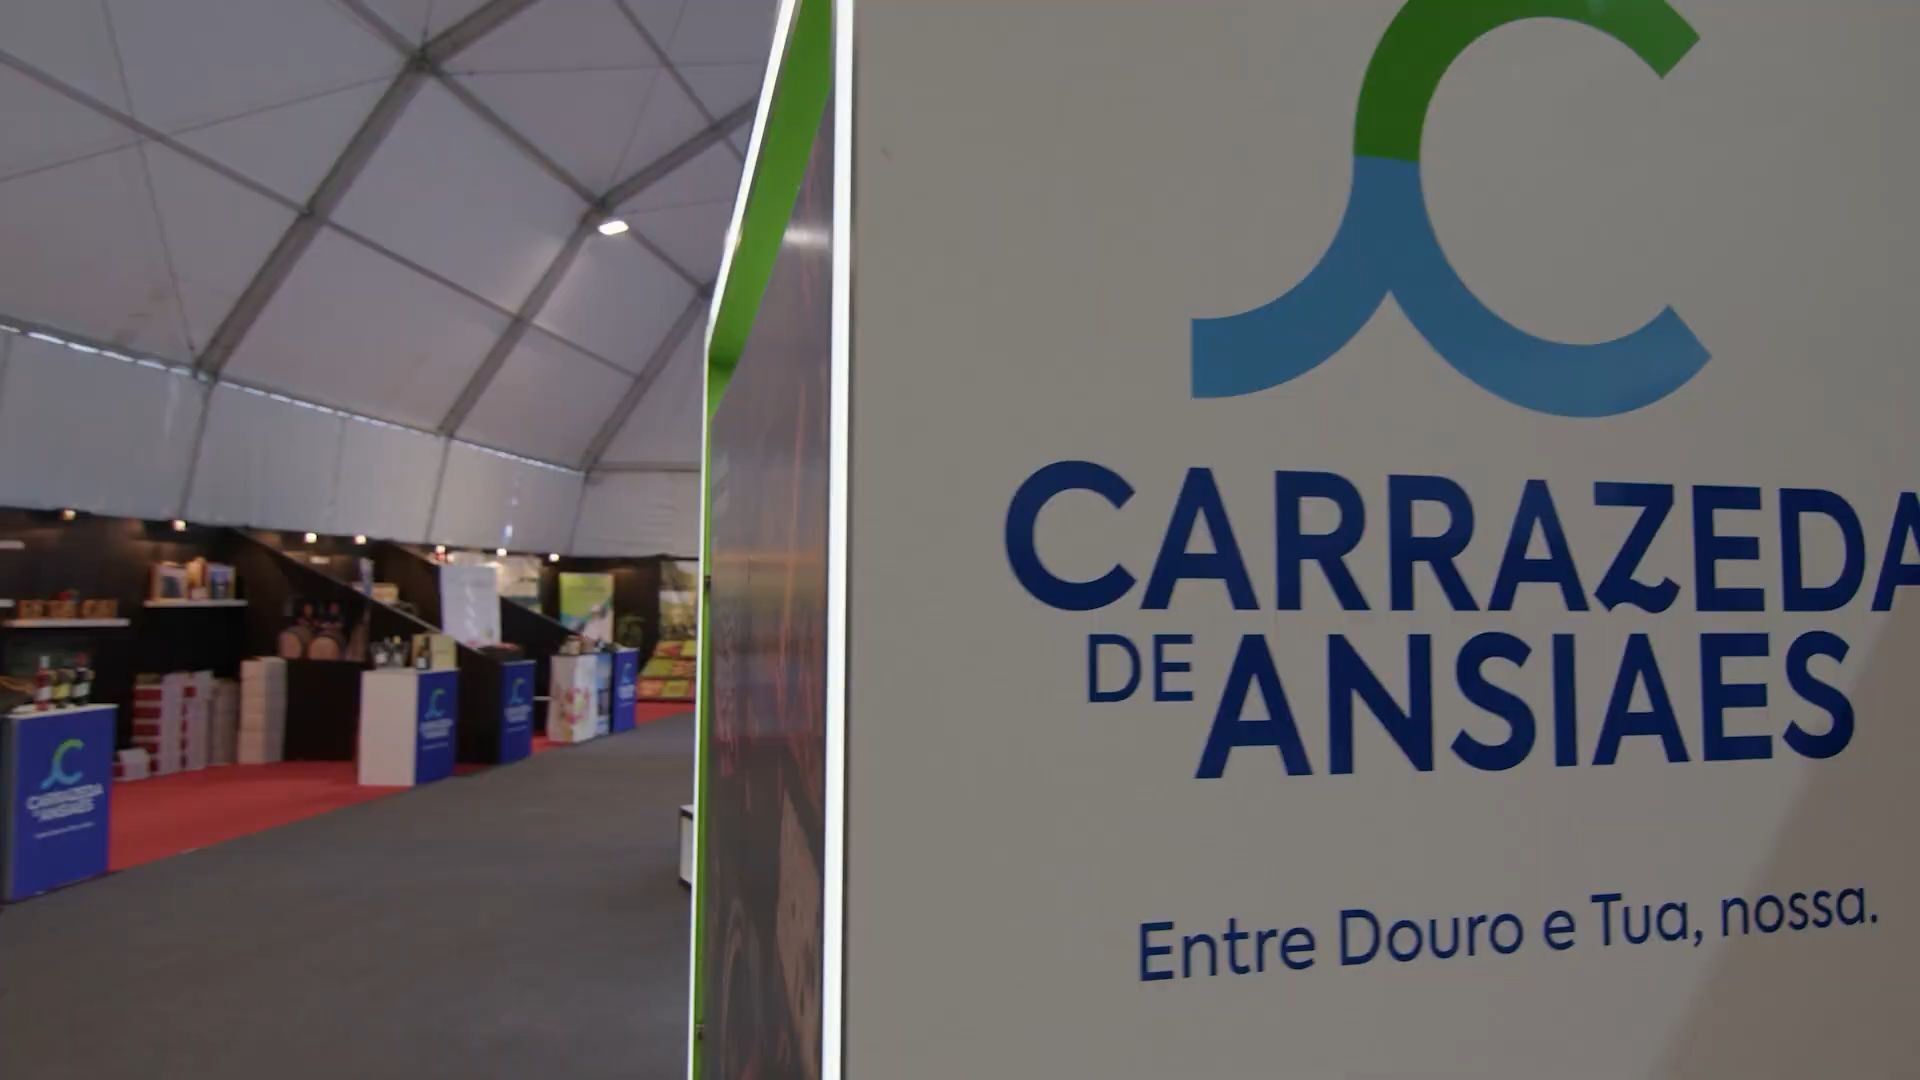 CARRAZEDA
DE ANSIAES
Entre Douro e Tua, nossa.
CARRAZEDA
DE ANSIAES